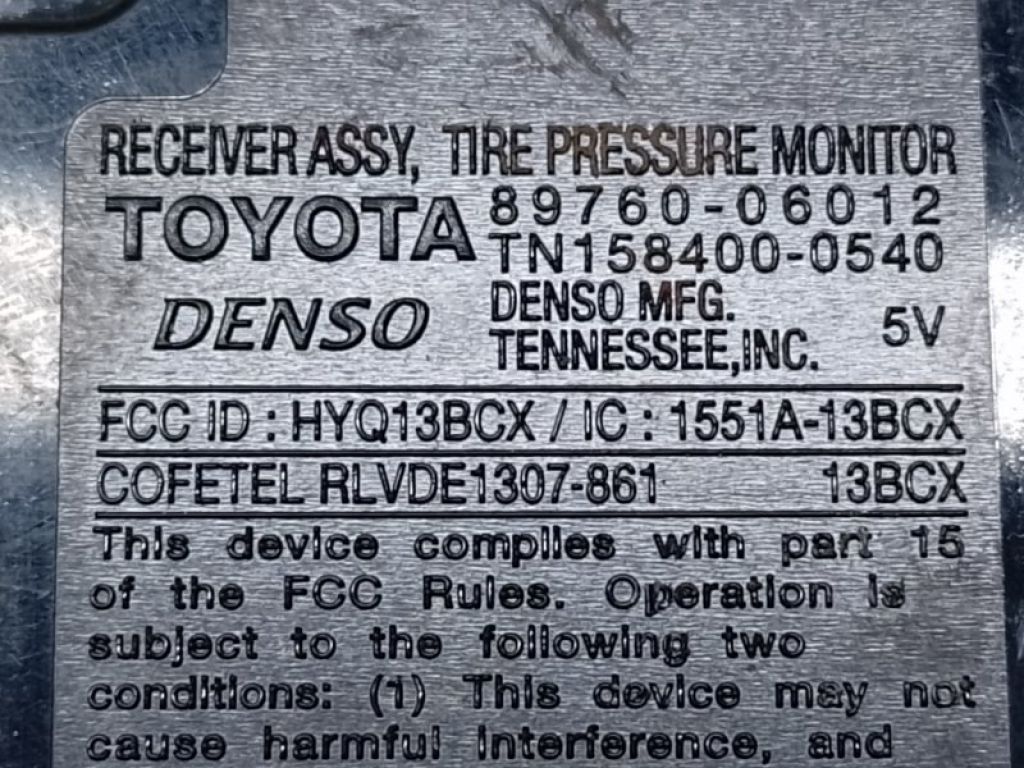 RECEIVER ASSY, TIRE PRESSURE MONITOR
TOYOTA 89760-06012
TN158400-0540
DENSO DENSO MFG.
TENNESSEE,INC. 5V
FCC ID : HYQ13BCX / IC : 1551A-13BCX
COFETEL RLVDE1307-861 13BCX
This device complies with part 15
of the FCC Rules. Operation is
subject to the following two
conditions: (1) This device may not
cause harmful interference, and